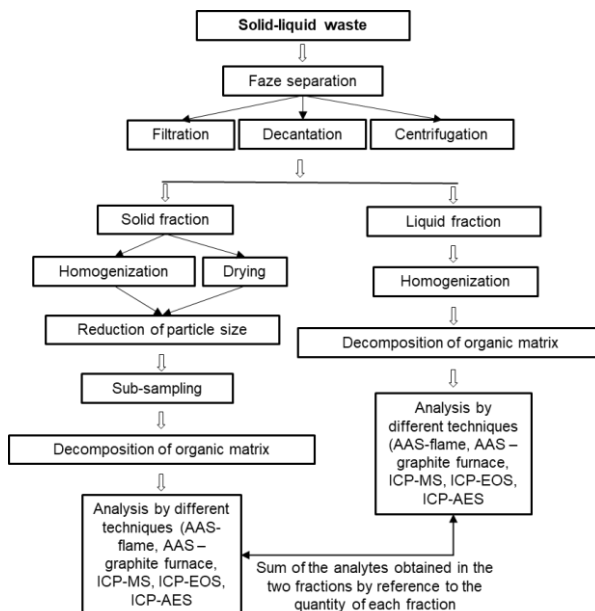 Solid-liquid waste
Faze separation
Filtration
Decantation
Centrifugation
Solid fraction
Liquid fraction
Homogenization
Drying
Homogenization
Reduction of particle size
Decomposition of organic matrix
Sub-sampling
Analysis by
different techniques
(AAS-flame, AAS –
graphite furnace,
ICP-MS, ICP-EOS,
ICP-AES
Decomposition of organic matrix
Analysis by different
techniques (AAS-
flame, AAS –
graphite furnace,
ICP-MS, ICP-EOS,
ICP-AES
Sum of the analytes obtained in the
two fractions by reference to the
quantity of each fraction